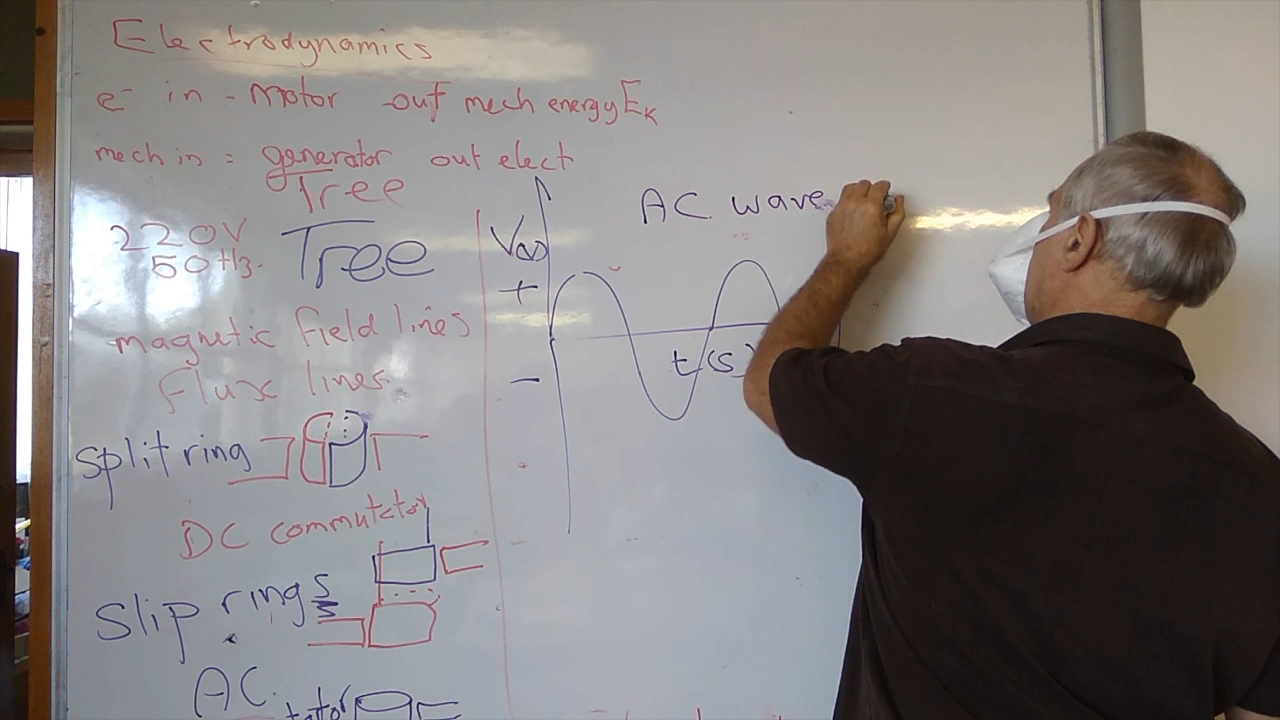 Electrodynamics
e⁻ in - motor - out mech energy EK
mech in = generator out elect
Tree
220V
50Hz.
Tree
magnetic field lines
flux lines.
Split ring
DC commutator
Slip rings
AC.
AC. wave
V(v)
+
-
t(s)